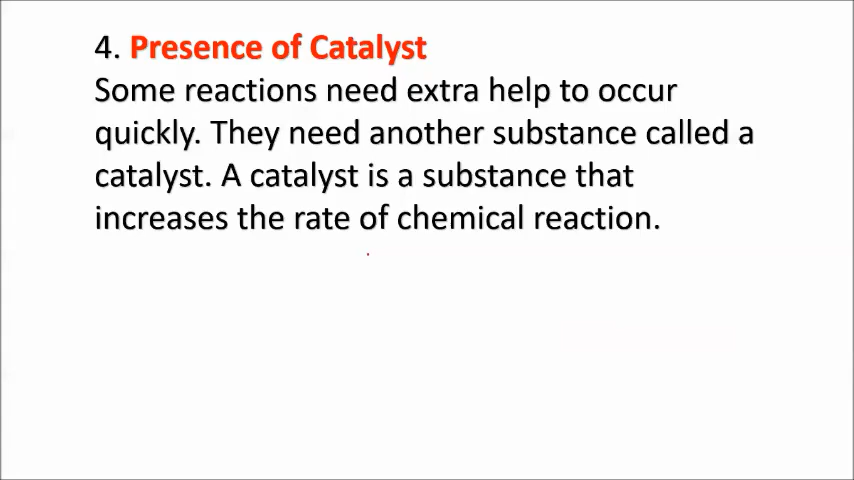 4. Presence of Catalyst
Some reactions need extra help to occur
quickly. They need another substance called a
catalyst. A catalyst is a substance that
increases the rate of chemical reaction.